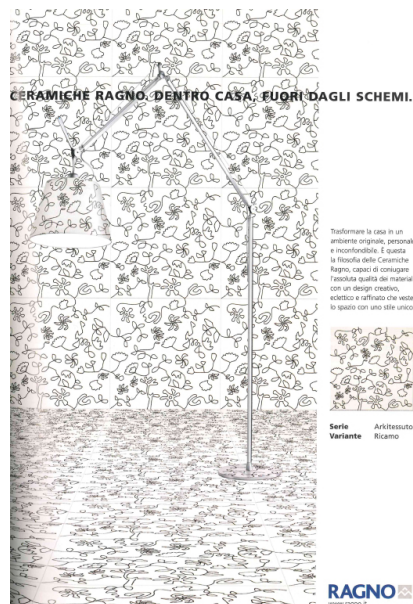 CERAMICHE RAGNO. DENTRO CASA, FUORI DAGLI SCHEMI.
Trasformare la casa in un
ambiente originale, personale
e inconfondibile. È questa
la filosofia delle Ceramiche
Ragno, capaci di coniugare
l'assoluta qualità dei materiali
con un design creativo,
eclettico e raffinato che veste
lo spazio con uno stile unico
Serie Arkitessuto
Variante Ricamo
RAGNO